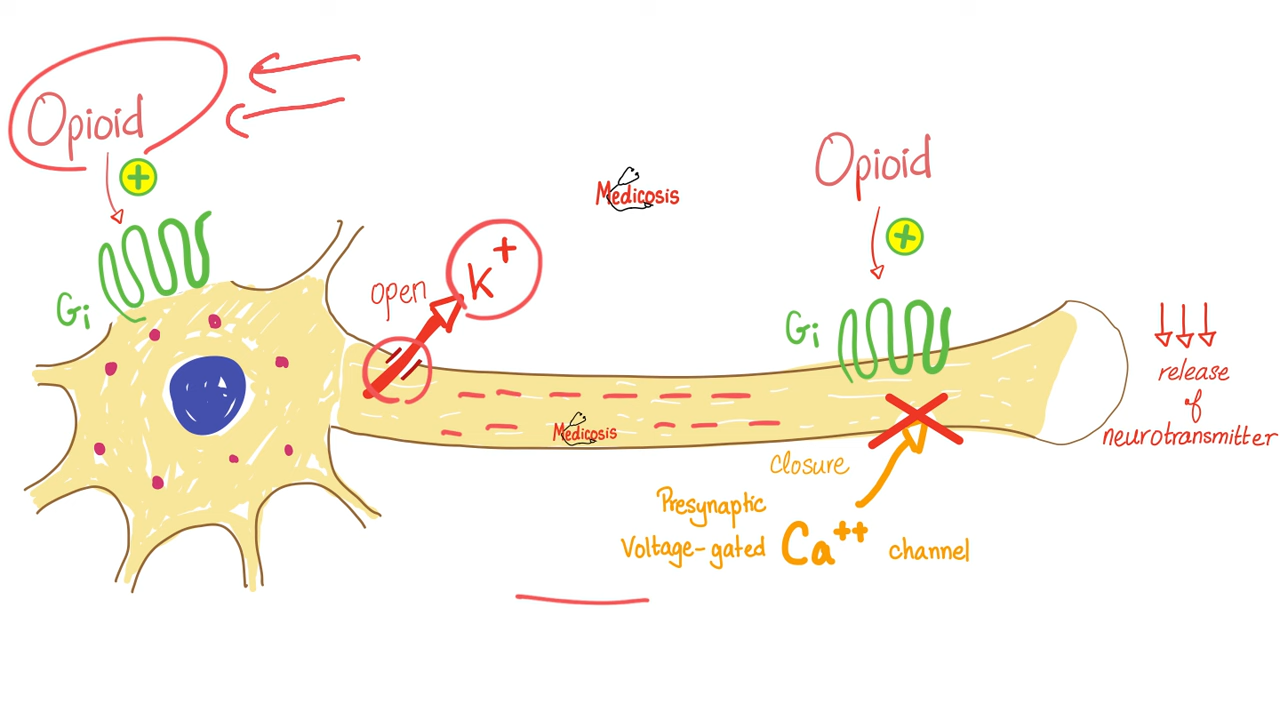 Opioid
+
Gi
open
K+
Medicosis
Opioid
+
Gi
release
of
neurotransmitter
Medicosis
closure
Presynaptic
Voltage-gated Ca++ channel